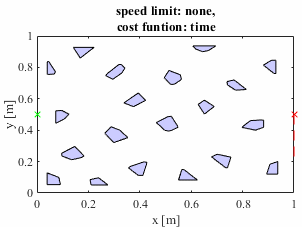 speed limit: none,
cost funtion: time
1
0.8
0.6
0.4
0.2
0
y [m]
0 0.2 0.4 0.6 0.8 1
x [m]